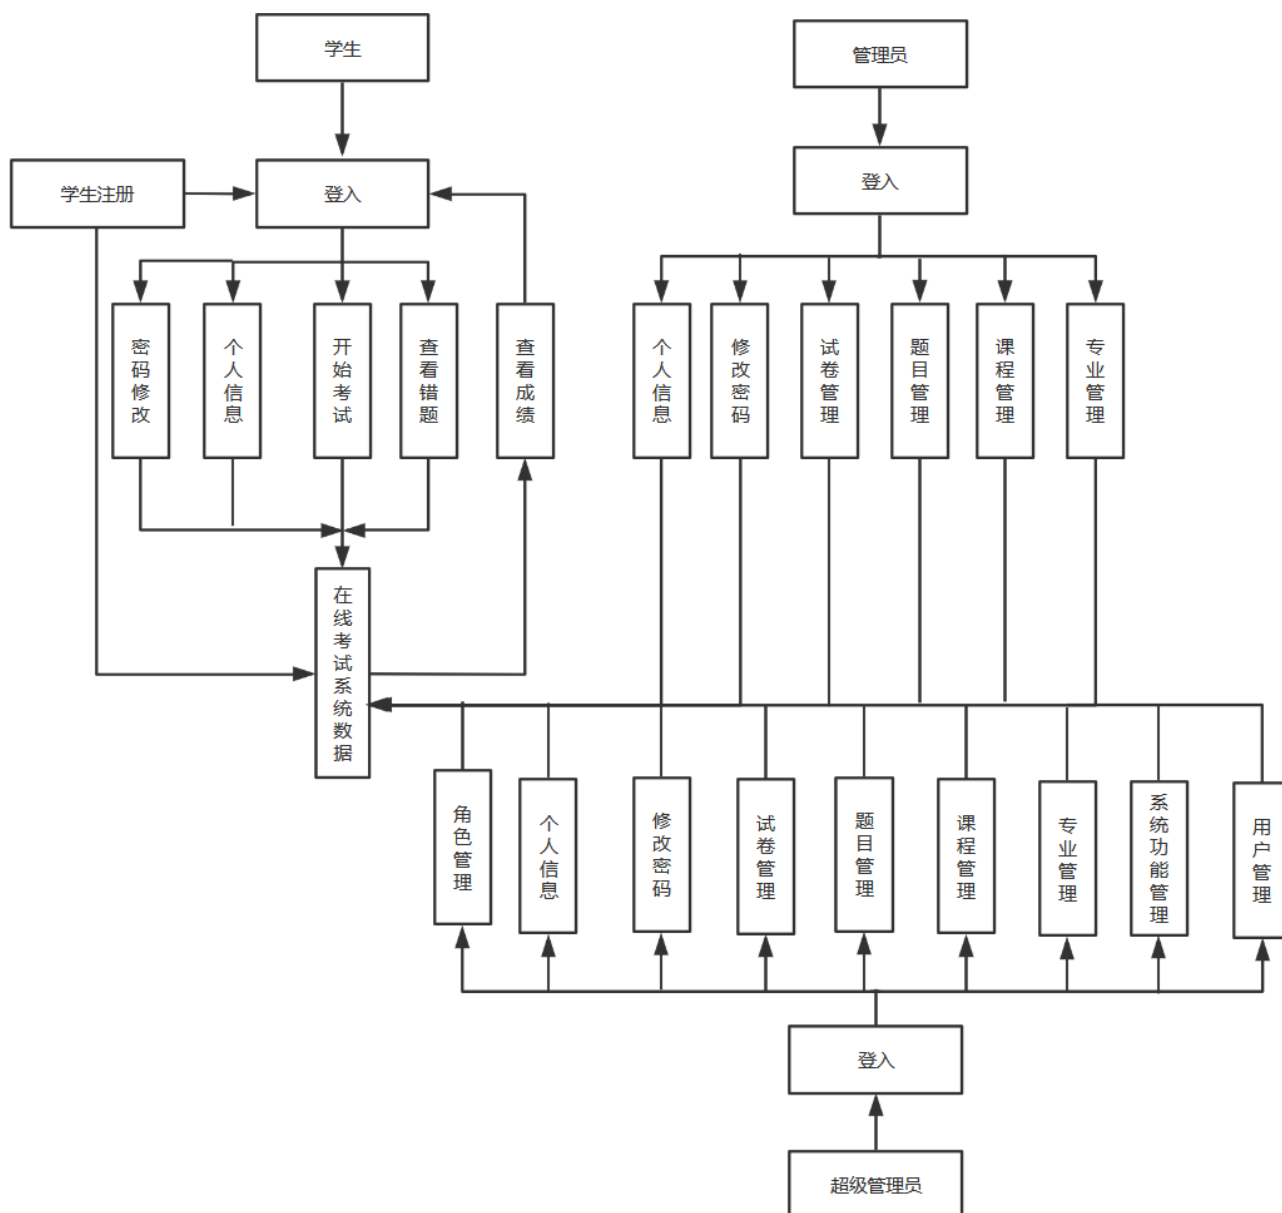 学生
管理员
学生注册
登入
登入
密码修改
个人信息
开始考试
查看错题
查看成绩
个人信息
修改密码
试卷管理
题目管理
课程管理
专业管理
在线考试系统数据
角色管理
个人信息
修改密码
试卷管理
题目管理
课程管理
专业管理
系统功能管理
用户管理
登入
超级管理员